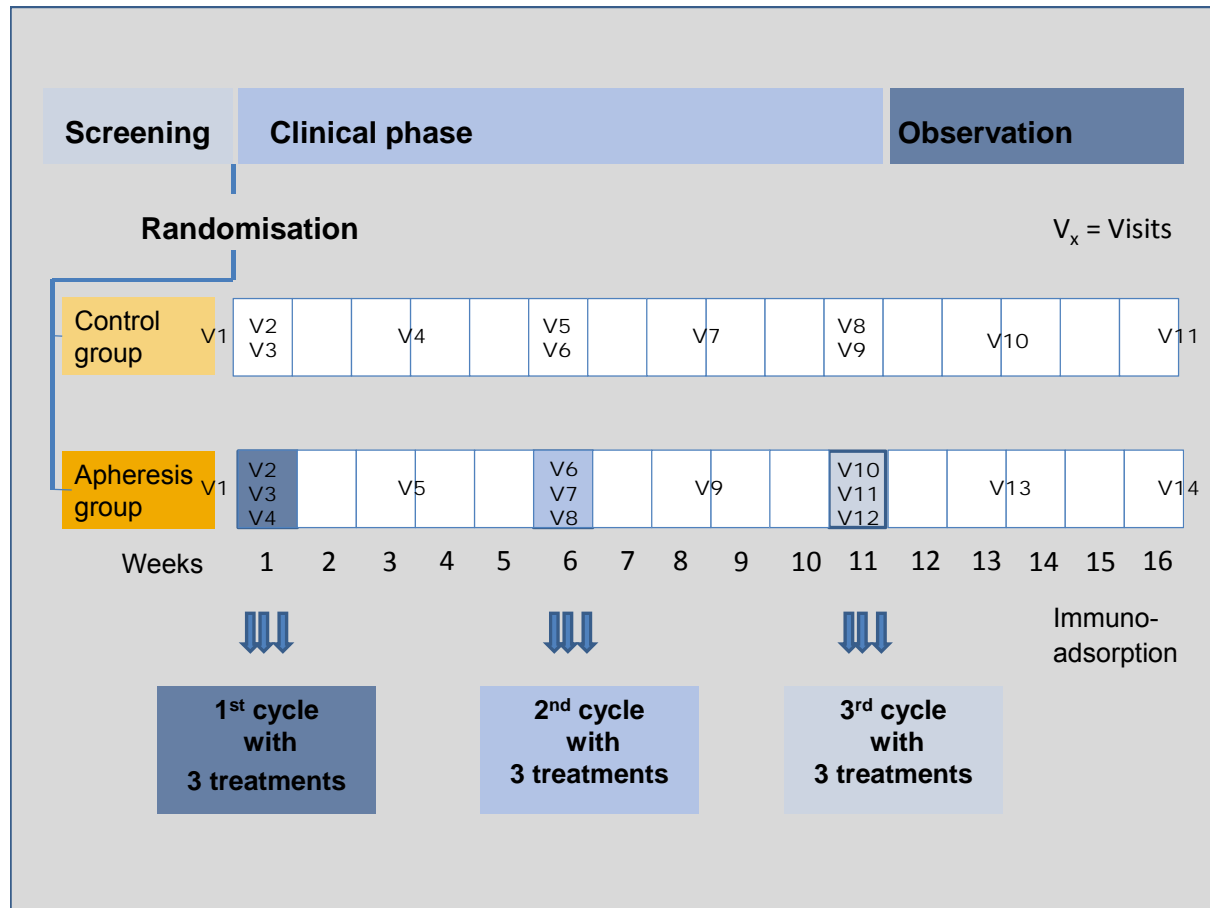 Screening Clinical phase Observation
Randomisation
Vx = Visits
Control
group
V1
V2
V3
V4
V5
V6
V7
V8
V9
V10
V11
Apheresis
group
V1
V2
V3
V4
V5
V6
V7
V8
V9
V10
V11
V12
V13
V14
Weeks 1 2 3 4 5 6 7 8 9 10 11 12 13 14 15 16
Immuno-
adsorption
1st cycle
with
3 treatments
2nd cycle
with
3 treatments
3rd cycle
with
3 treatments